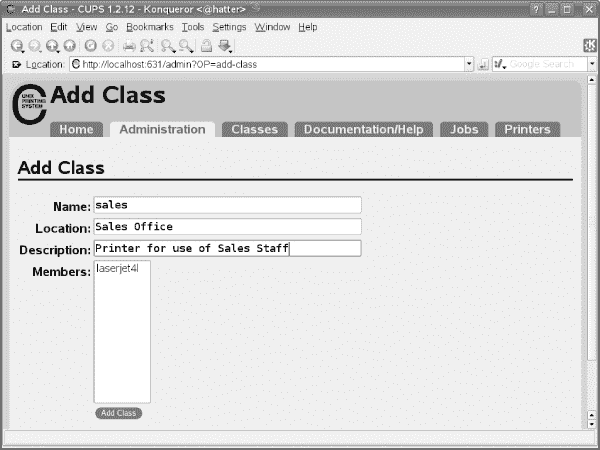 Add Class - CUPS 1.2.12 - Konqueror <@hatter>
Location Edit View Go Bookmarks Tools Settings Window Help
Location: http://localhost:631/admin?OP=add-class Google Search
UNIX PRINTING SYSTEM
Add Class
Home Administration Classes Documentation/Help Jobs Printers
Add Class
Name: sales
Location: Sales Office
Description: Printer for use of Sales Staff
Members: laserjet4l
Add Class